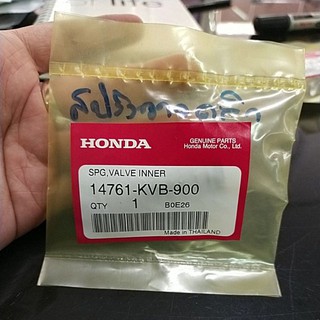 HONDA
GENUINE PARTS
Honda Motor Co., Ltd.
SPG,VALVE INNER
14761-KVB-900
QTY 1 B0E26
Made in THAILAND